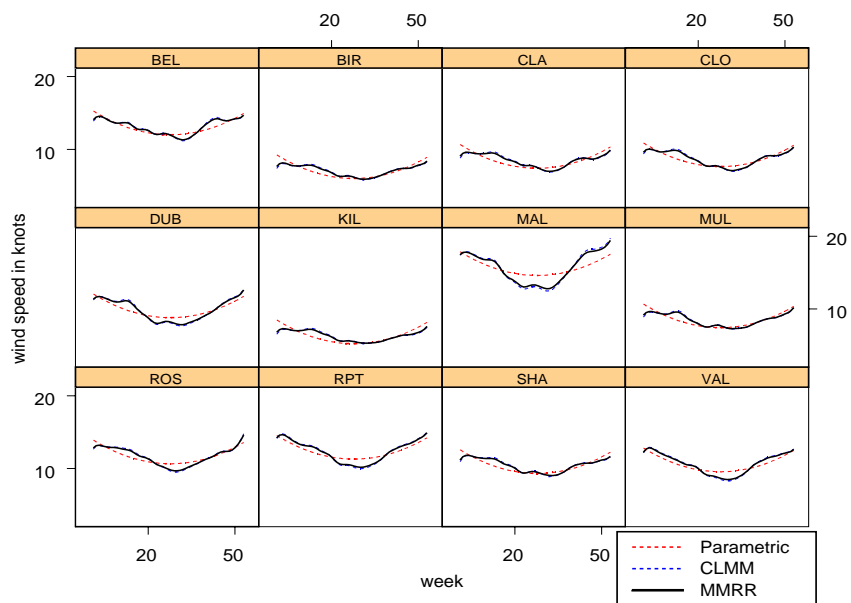 20 50 20 50
BEL BIR CLA CLO
20
10
DUB KIL MAL MUL
20
10
wind speed in knots
ROS RPT SHA VAL
20
10
20 50 20 50
week
Parametric
CLMM
MMRR